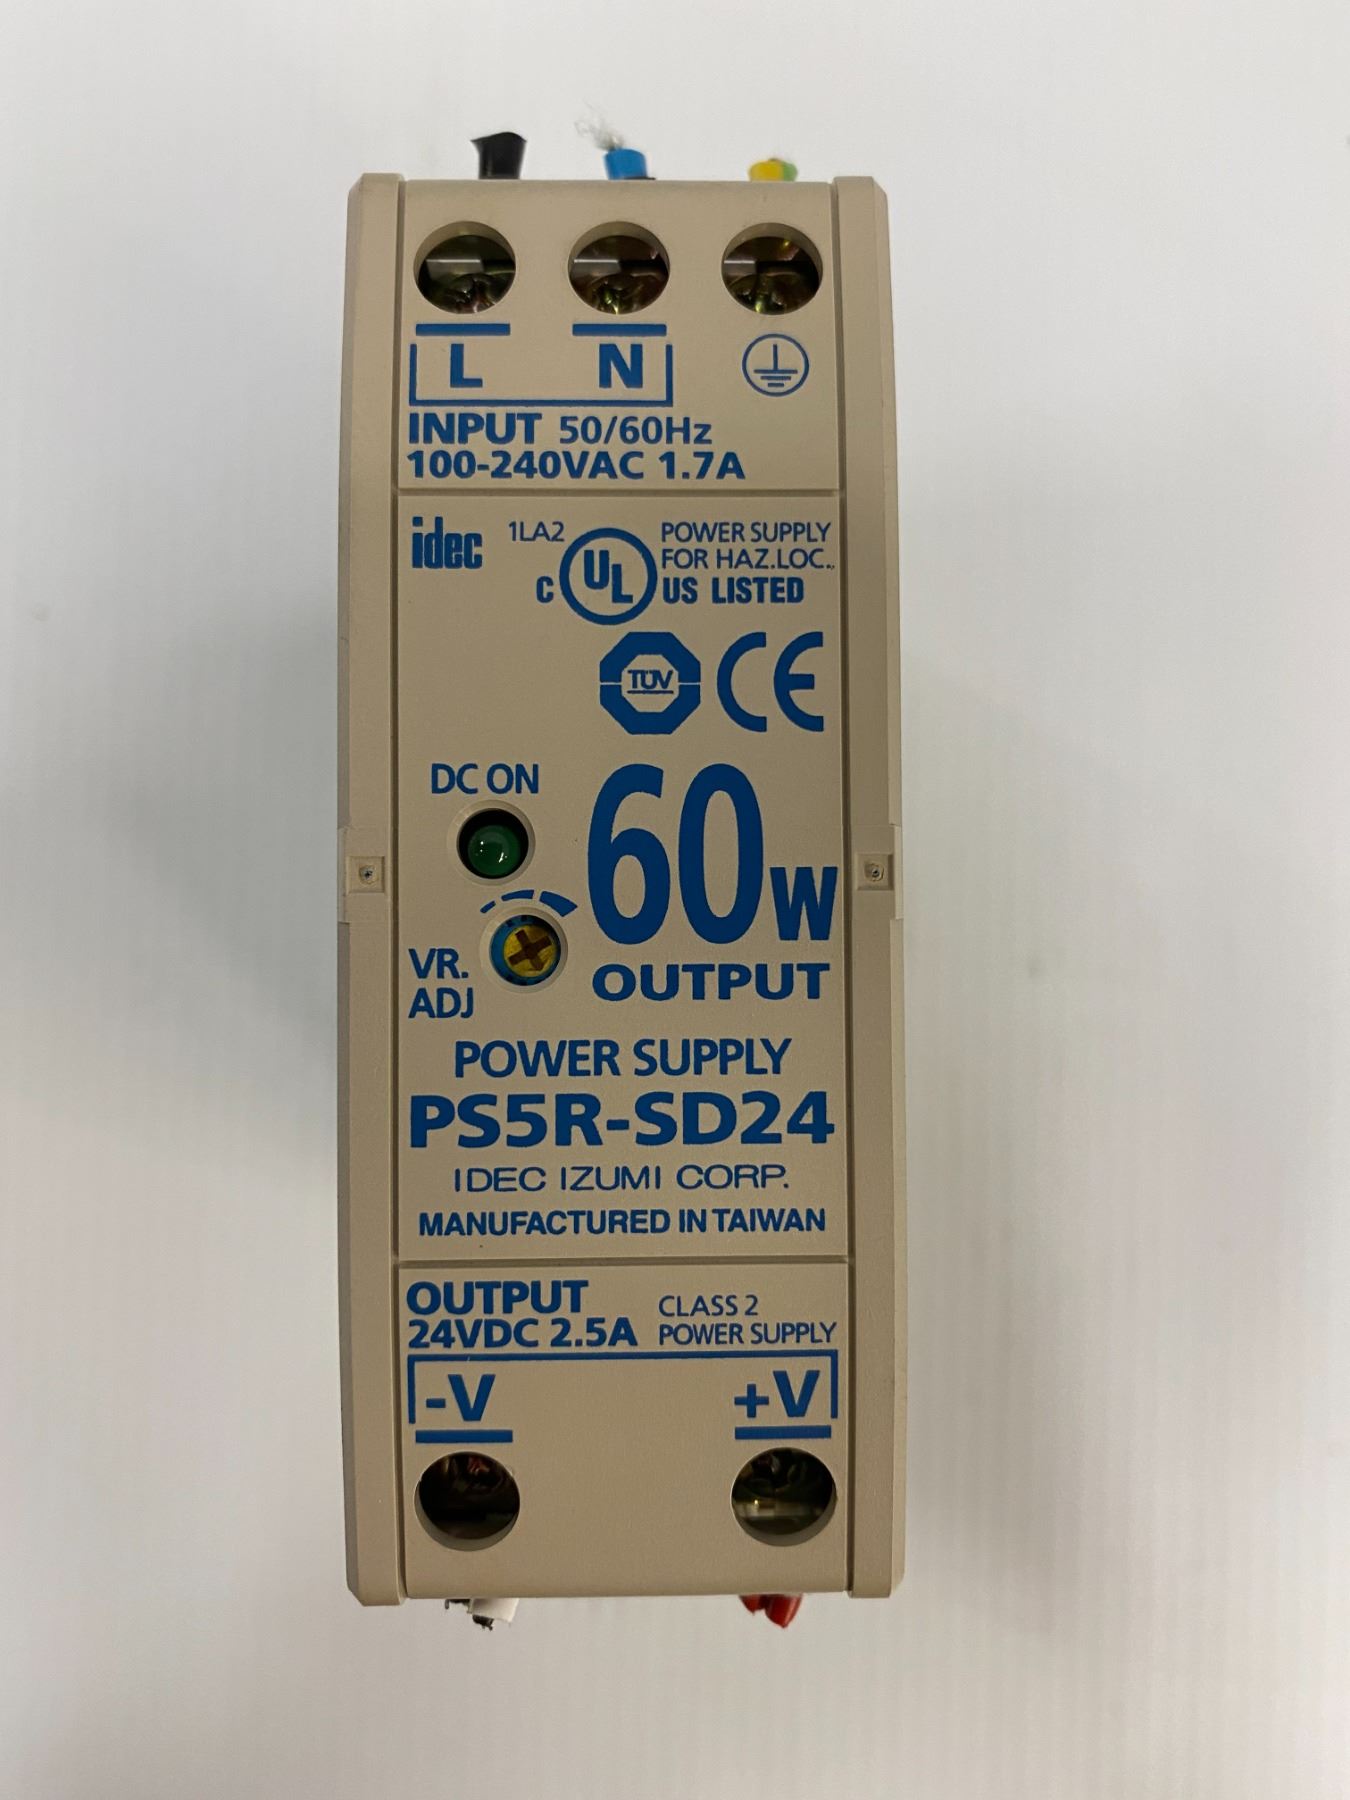 L N
INPUT 50/60Hz
100-240VAC 1.7A
idec
1LA2
C UL US LISTED
POWER SUPPLY
FOR HAZ.LOC.,
TÜV CE
DC ON
60W
OUTPUT
VR.
ADJ
POWER SUPPLY
PS5R-SD24
IDEC IZUMI CORP.
MANUFACTURED IN TAIWAN
OUTPUT
24VDC 2.5A
CLASS 2
POWER SUPPLY
-V +V